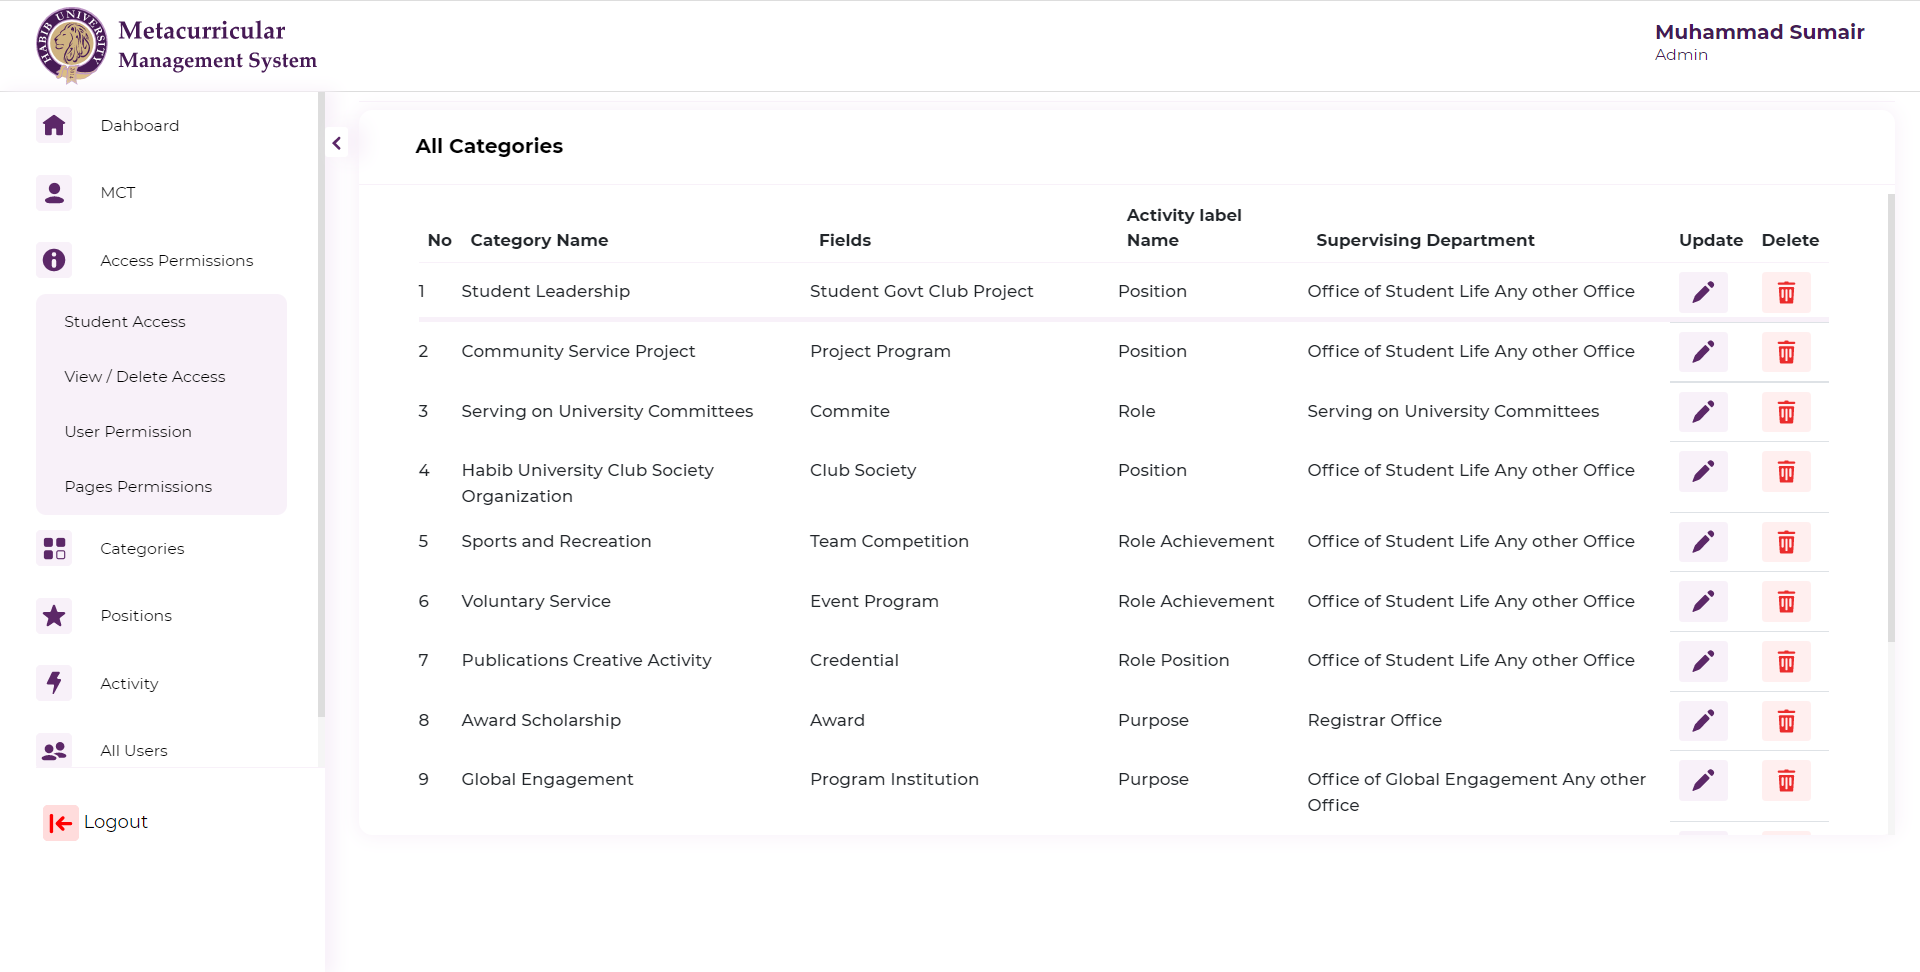 HABIB UNIVERSITY
Metacurricular
Management System
Muhammad Sumair
Admin
Dahboard
MCT
Access Permissions
Student Access
View / Delete Access
User Permission
Pages Permissions
Categories
Positions
Activity
All Users
Logout
All Categories
No Category Name Fields Activity label Name Supervising Department Update Delete
1 Student Leadership Student Govt Club Project Position Office of Student Life Any other Office
2 Community Service Project Project Program Position Office of Student Life Any other Office
3 Serving on University Committees Commite Role Serving on University Committees
4 Habib University Club Society Club Society Position Office of Student Life Any other Office
Organization
5 Sports and Recreation Team Competition Role Achievement Office of Student Life Any other Office
6 Voluntary Service Event Program Role Achievement Office of Student Life Any other Office
7 Publications Creative Activity Credential Role Position Office of Student Life Any other Office
8 Award Scholarship Award Purpose Registrar Office
9 Global Engagement Program Institution Purpose Office of Global Engagement Any other
Office